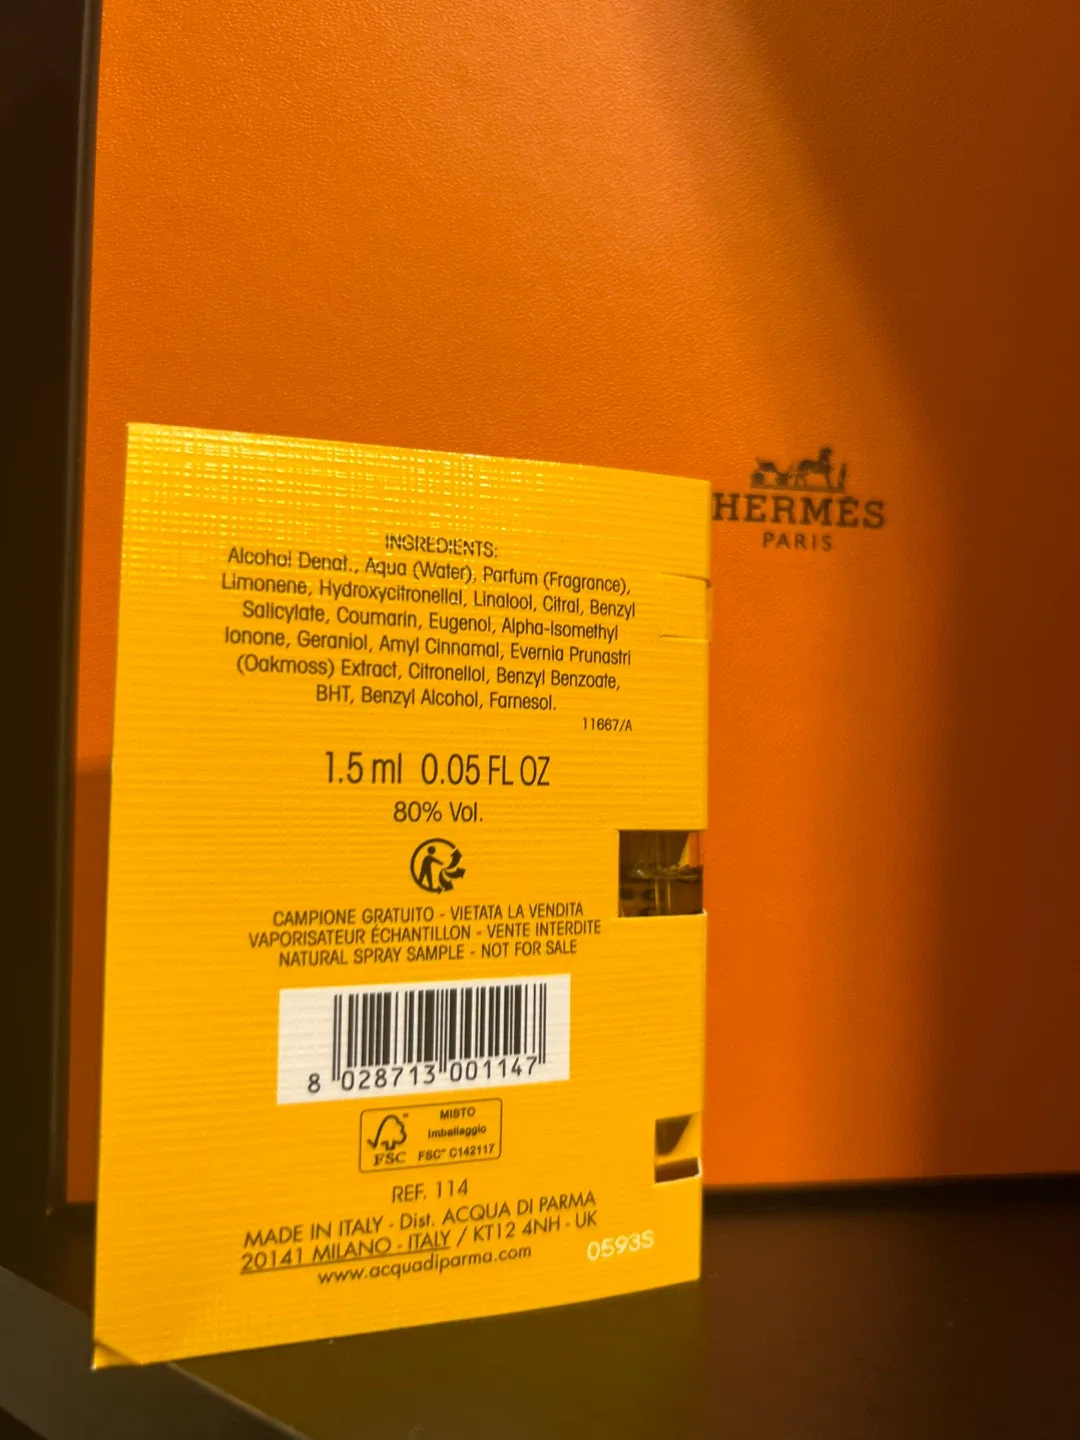 HERMÈS
PARIS
INGREDIENTS:
Alcohol Denat., Aqua (Water), Parfum (Fragrance),
Limonene, Hydroxycitronellal, Linalool, Citral, Benzyl
Salicylate, Coumarin, Eugenol, Alpha-Isomethyl
Ionone, Geraniol, Amyl Cinnamal, Evernia Prunastri
(Oakmoss) Extract, Citronellol, Benzyl Benzoate,
BHT, Benzyl Alcohol, Farnesol.
11667/A
1.5 ml 0.05 FL OZ
80% Vol.
CAMPIONE GRATUITO - VIETATA LA VENDITA
VAPORISATEUR ÉCHANTILLON - VENTE INTERDITE
NATURAL SPRAY SAMPLE - NOT FOR SALE
8 028713 001147
MISTO
Imballaggio
FSC™ C142117
FSC
REF. 114
MADE IN ITALY - Dist. ACQUA DI PARMA
20141 MILANO - ITALY / KT12 4NH - UK
www.acquadiparma.com
0593S